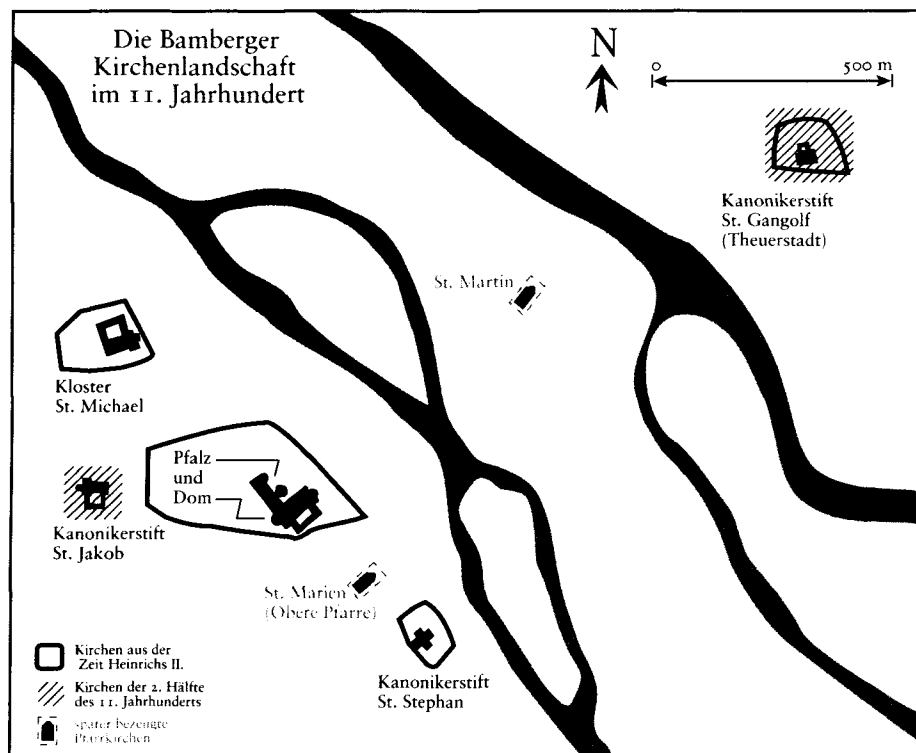 Die Bamberger
Kirchenlandschaft
im 11. Jahrhundert
N
0 500 m
Kanonikerstift
St. Gangolf
(Theuerstadt)
St. Martin
Kloster
St. Michael
Pfalz
und
Dom
Kanonikerstift
St. Jakob
St. Marien
(Obere Pfarre)
Kanonikerstift
St. Stephan
Kirchen aus der
Zeit Heinrichs II.
Kirchen der 2. Hälfte
des 11. Jahrhunderts
später bezeugte
Pfarrkirchen